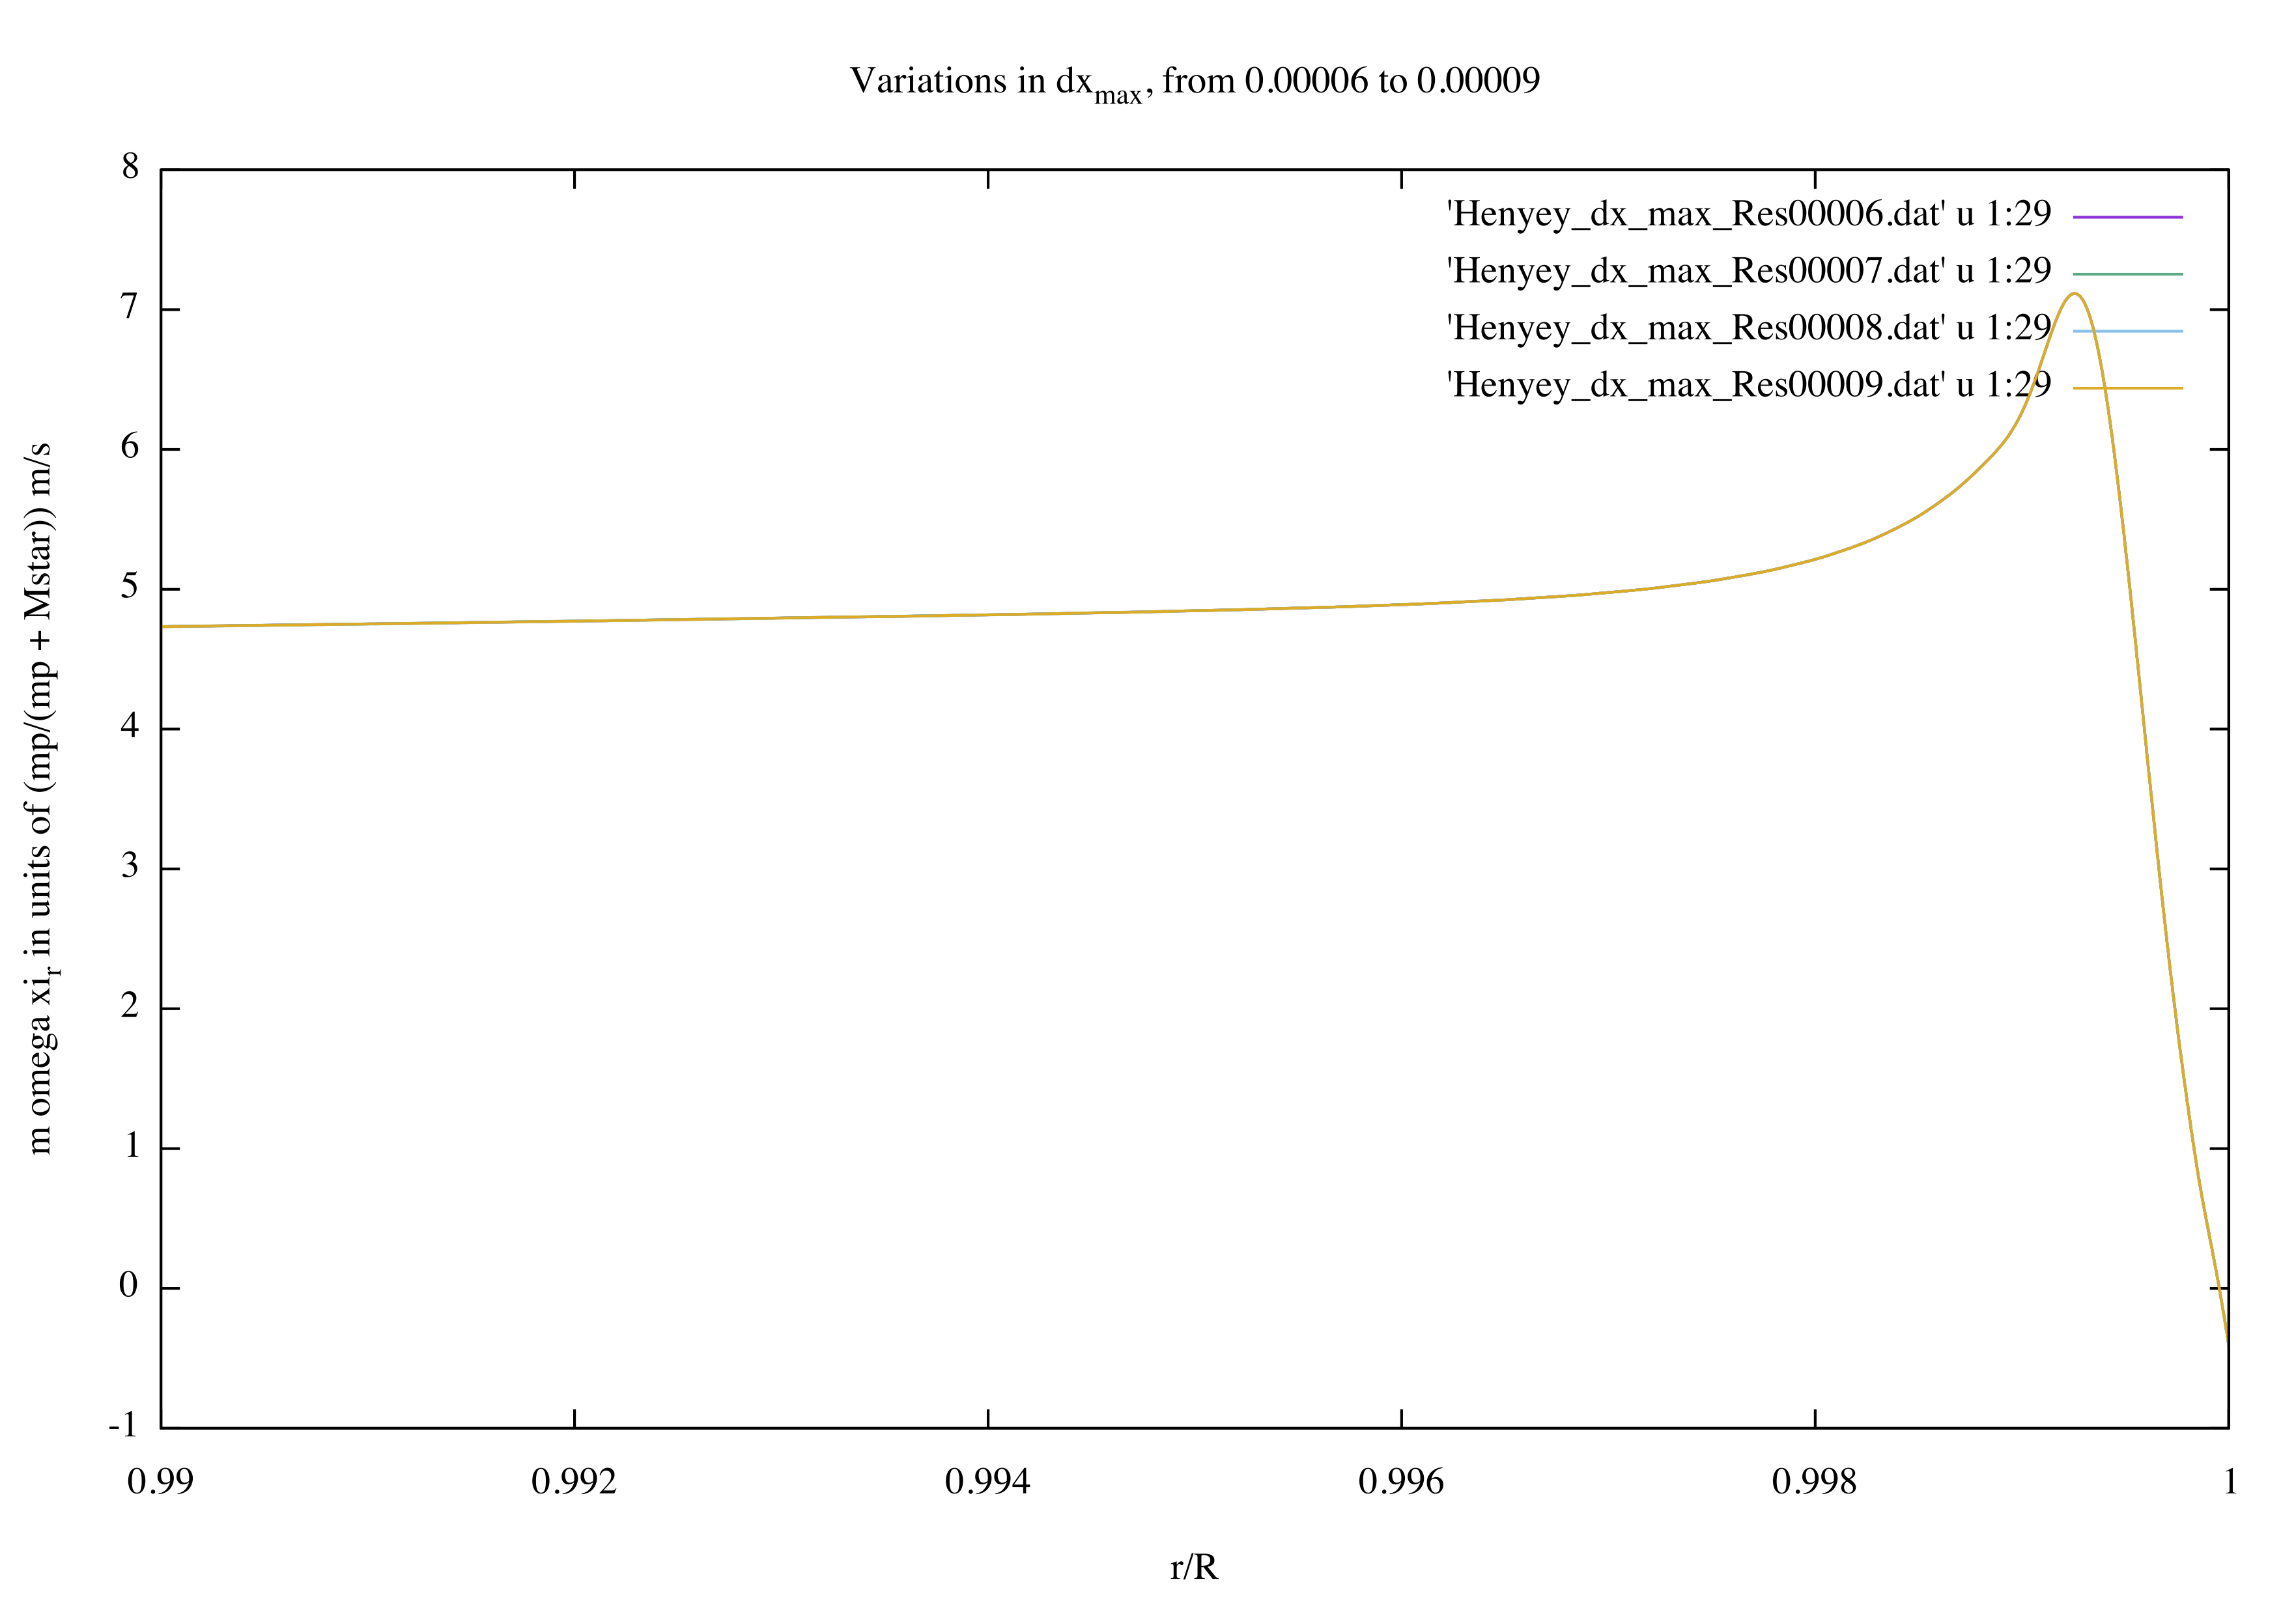 Variations in dxmax, from 0.00006 to 0.00009
8
7
6
5
4
3
2
1
0
-1
m omega xir in units of (mp/(mp + Mstar)) m/s
'Henyey_dx_max_Res00006.dat' u 1:29
'Henyey_dx_max_Res00007.dat' u 1:29
'Henyey_dx_max_Res00008.dat' u 1:29
'Henyey_dx_max_Res00009.dat' u 1:29
0.99 0.992 0.994 0.996 0.998 1
r/R